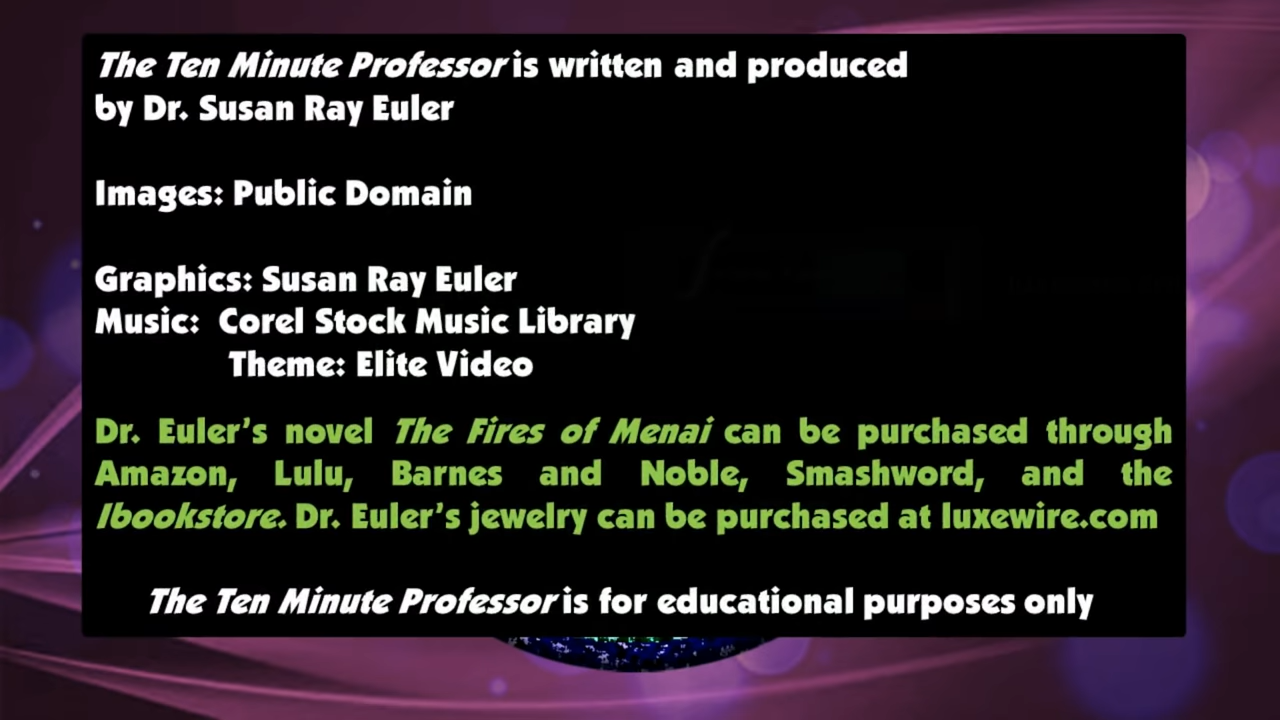 The Ten Minute Professor is written and produced
by Dr. Susan Ray Euler
Images: Public Domain
Graphics: Susan Ray Euler
Music: Corel Stock Music Library
Theme: Elite Video
Dr. Euler's novel The Fires of Menai can be purchased through
Amazon, Lulu, Barnes and Noble, Smashword, and the
Ibookstore. Dr. Euler's jewelry can be purchased at luxewire.com
The Ten Minute Professor is for educational purposes only